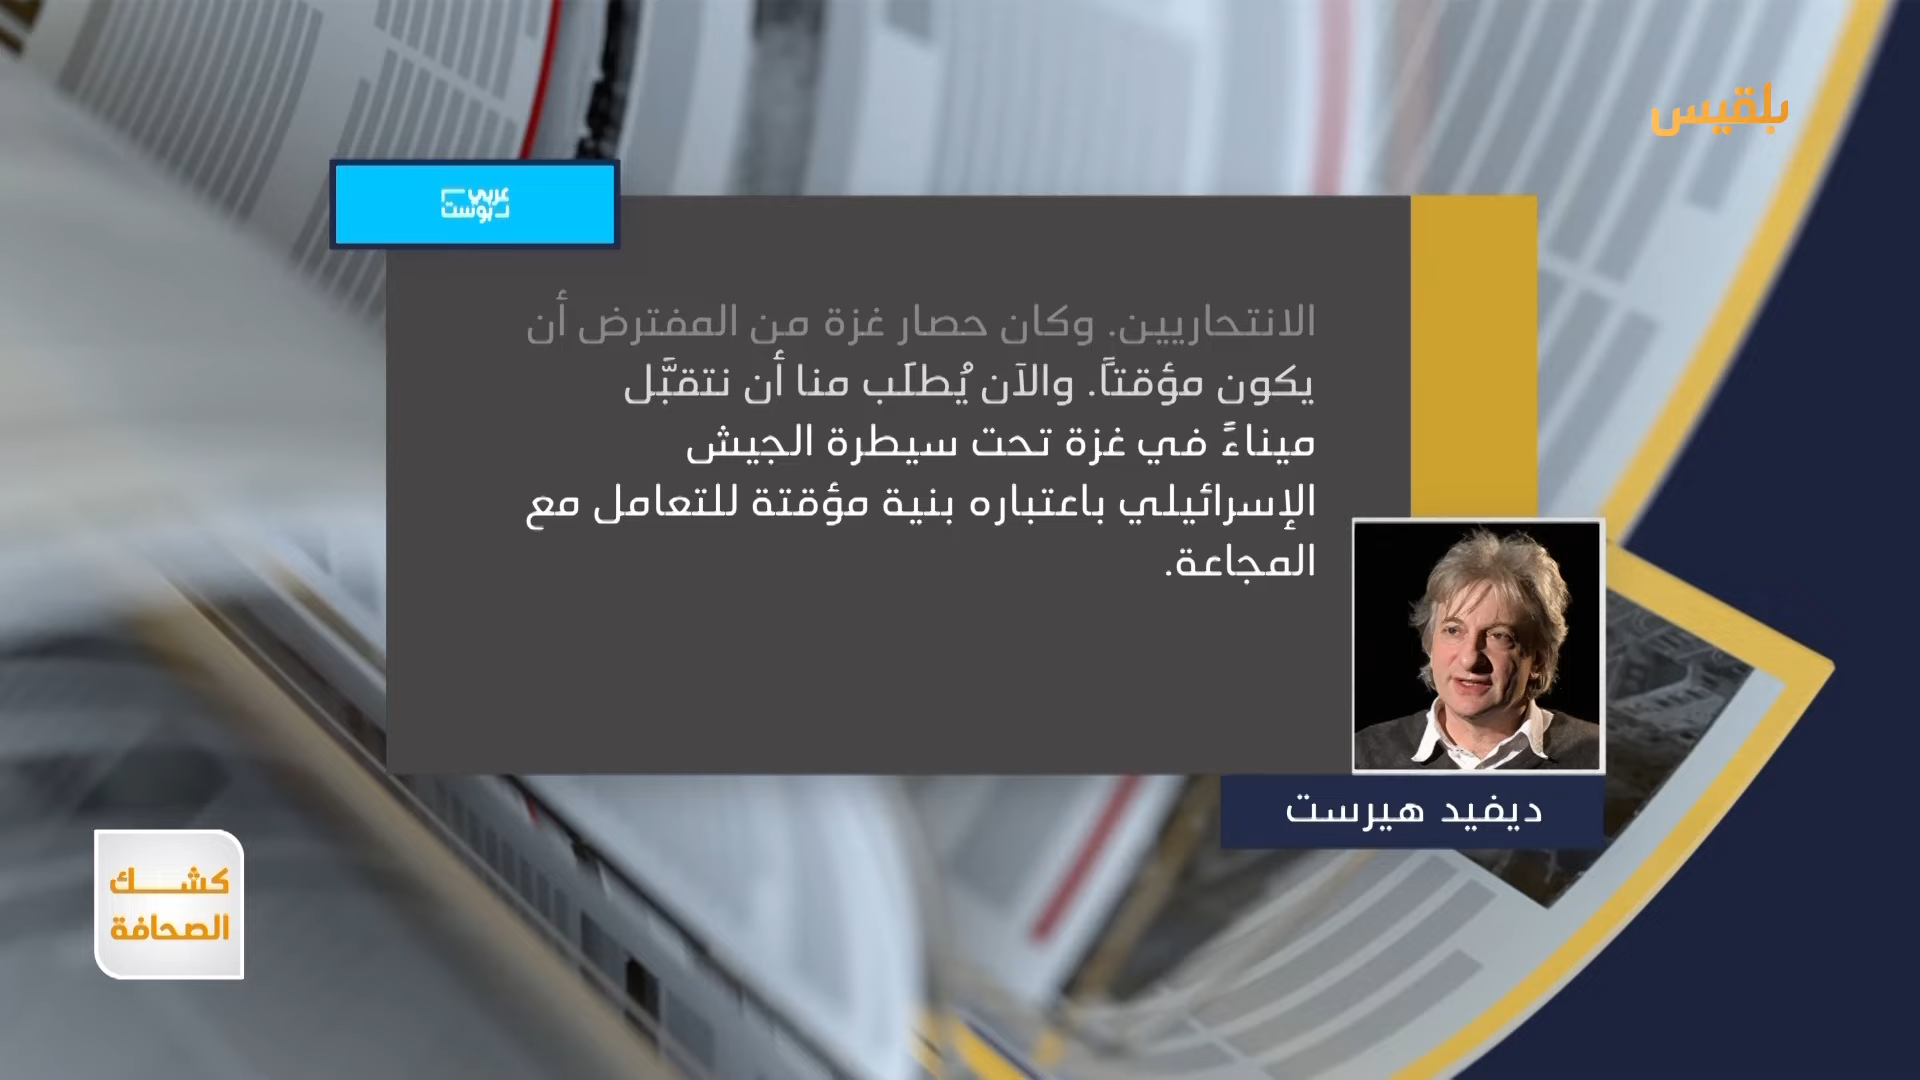 بلقيس
عربي
بوست
الانتحاريين. وكان حصار غزة من المفترض أن
يكون مؤقتاً. والآن يُطلَب منا أن نتقبَّل
ميناءً في غزة تحت سيطرة الجيش
الإسرائيلي باعتباره بنية مؤقتة للتعامل مع
المجاعة.
ديفيد هيرست
كشك
الصحافة